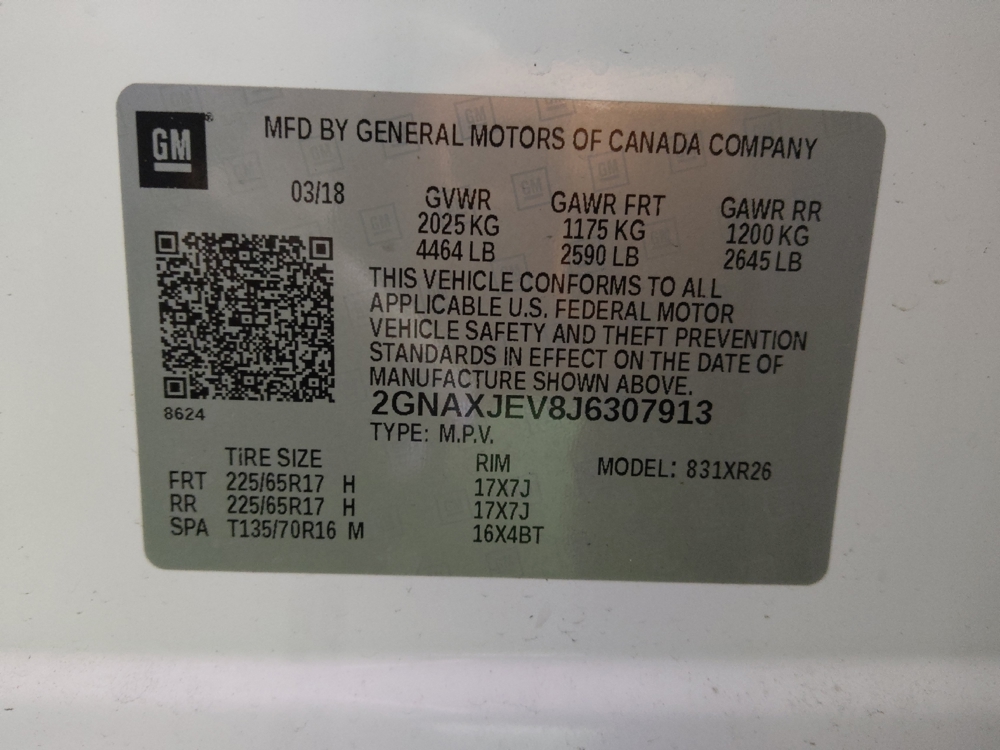 GM
MFD BY GENERAL MOTORS OF CANADA COMPANY
03/18
GVWR GAWR FRT GAWR RR
2025 KG 1175 KG 1200 KG
4464 LB 2590 LB 2645 LB
THIS VEHICLE CONFORMS TO ALL
APPLICABLE U.S. FEDERAL MOTOR
VEHICLE SAFETY AND THEFT PREVENTION
STANDARDS IN EFFECT ON THE DATE OF
MANUFACTURE SHOWN ABOVE.
2GNAXJEV8J6307913
8624
TYPE: M.P.V.
TIRE SIZE RIM MODEL: 831XR26
FRT 225/65R17 H 17X7J
RR 225/65R17 H 17X7J
SPA T135/70R16 M 16X4BT